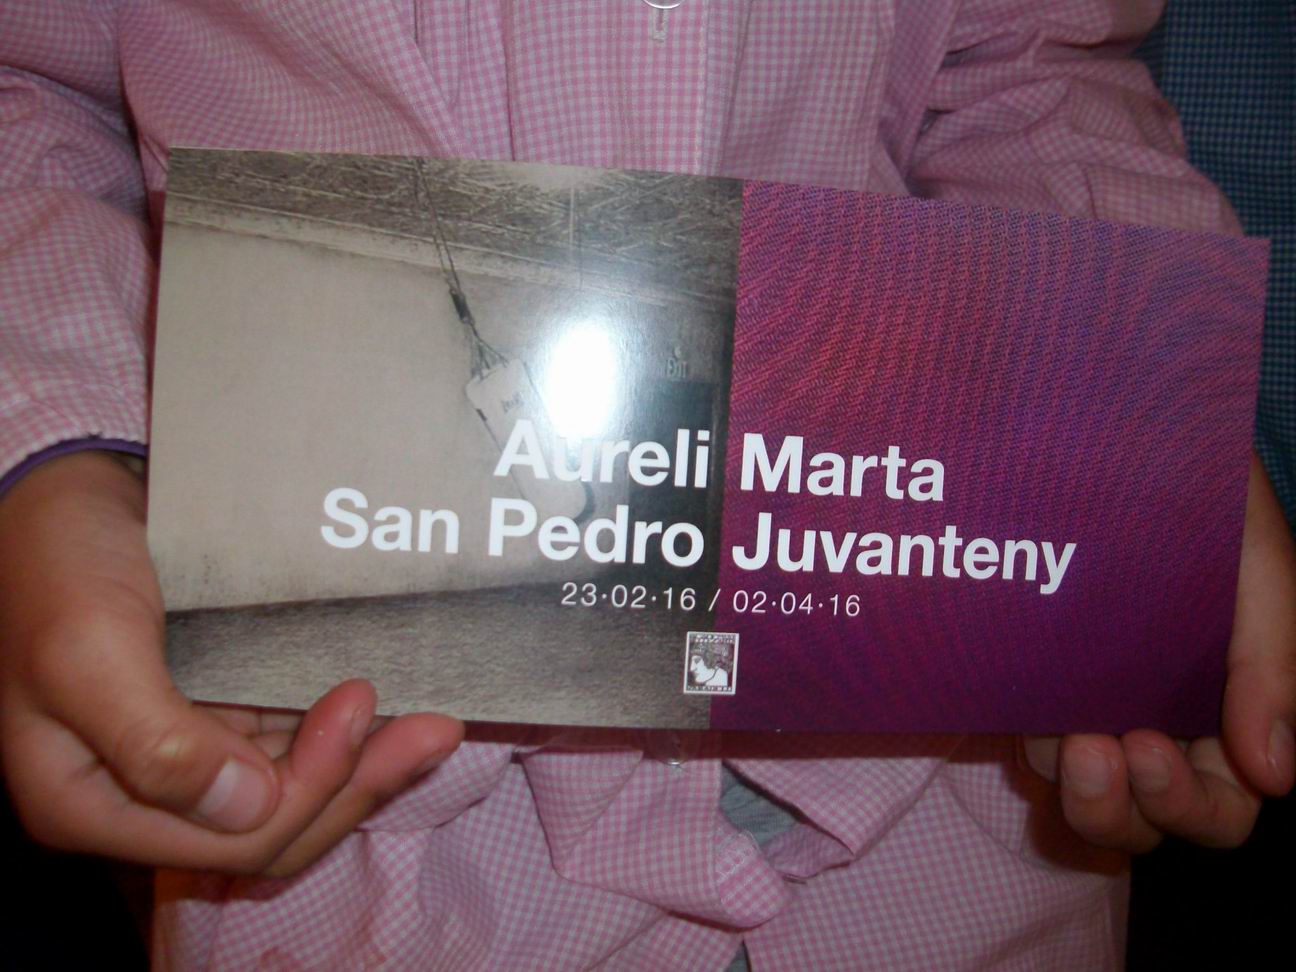 Aureli Marta
San Pedro Juvanteny
23·02·16 / 02·04·16